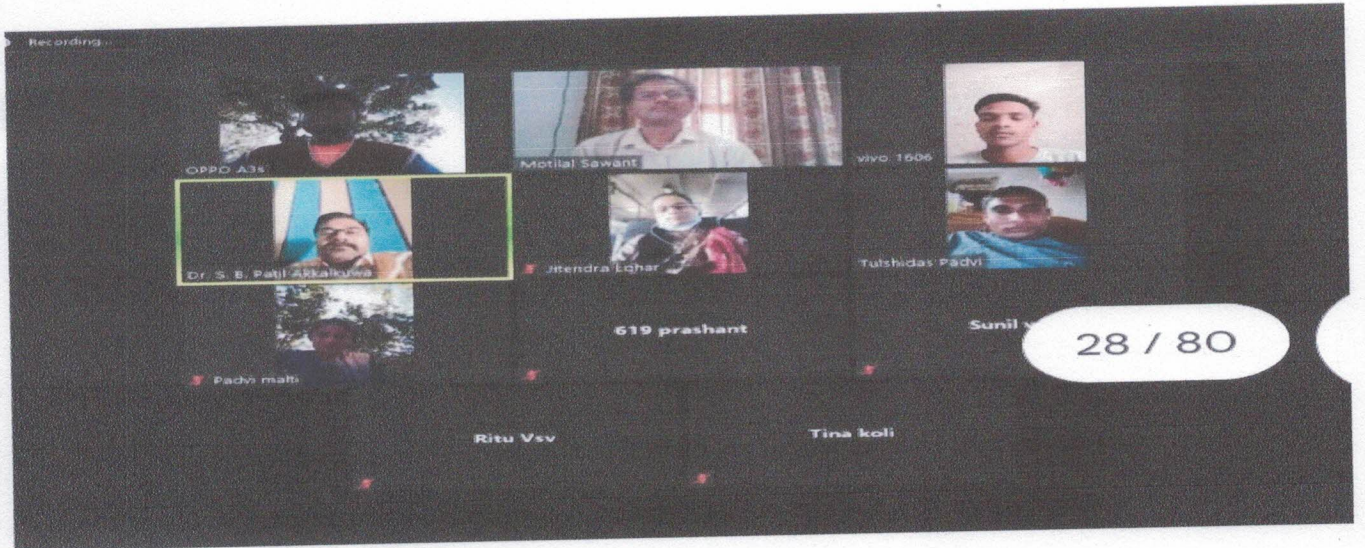 Recording...
OPPO A3s
Motilal Sawant
vivo 1606
Dr. S. B. Patil Akkalkuwa
Jitendra Lohar
Tulshidas Padvi
Padvi malti
619 prashant
Sunil
28 / 80
Ritu Vsv
Tina koli